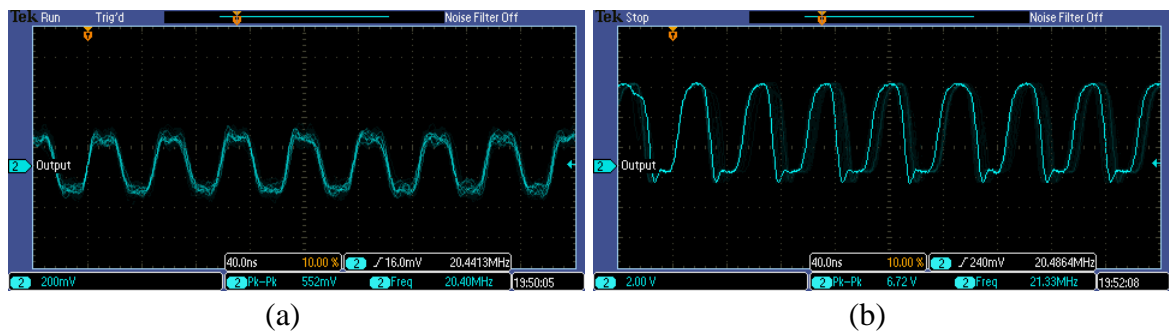 Tek Run Trig'd Noise Filter Off
2 Output
40.0ns 10.00 % 2 ∫16.0mV 20.4413MHz
2 200mV 2 Pk-Pk 552mV 2 Freq 20.40MHz 19:50:05
(a)
Tek Stop Noise Filter Off
2 Output
40.0ns 10.00 % 2 ∫240mV 20.4864MHz
2 2.00 V 2 Pk-Pk 6.72 V 2 Freq 21.33MHz 19:52:08
(b)